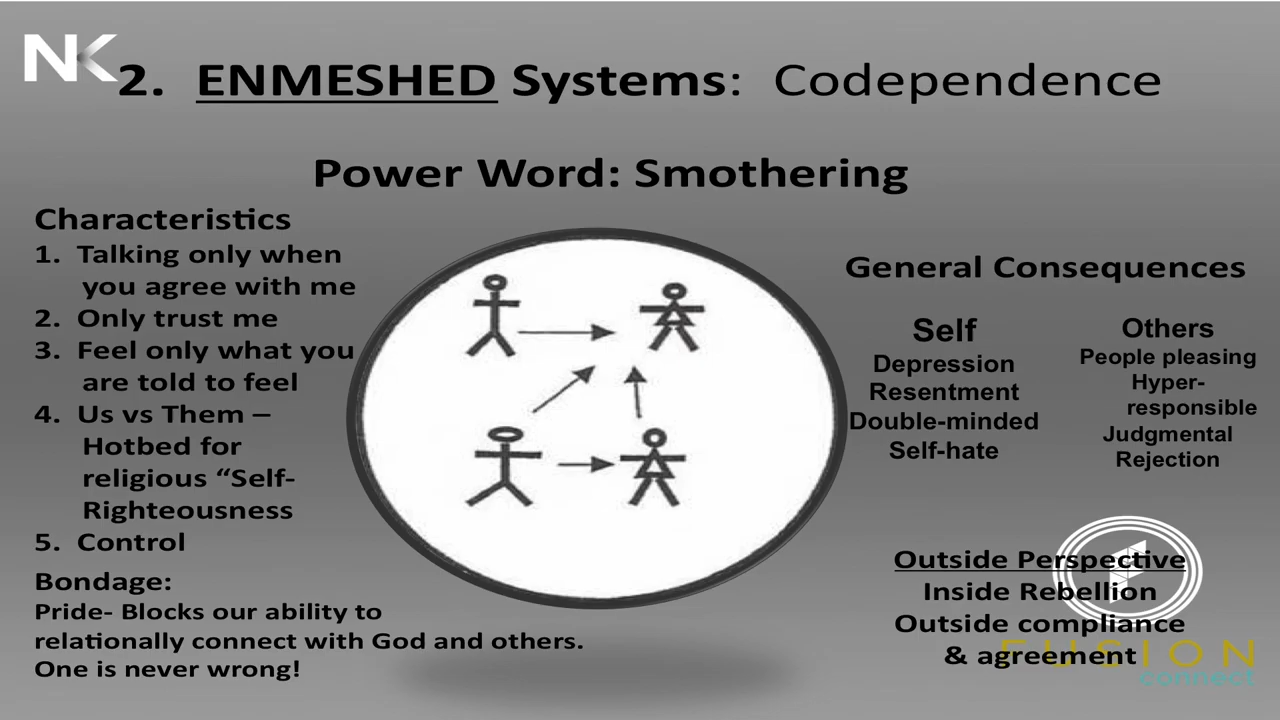 NK
2. ENMESHED Systems: Codependence
Power Word: Smothering
Characteristics
1. Talking only when
you agree with me
2. Only trust me
3. Feel only what you
are told to feel
4. Us vs Them –
Hotbed for
religious “Self-
Righteousness
5. Control
Bondage:
Pride- Blocks our ability to
relationally connect with God and others.
One is never wrong!
General Consequences
Self
Depression
Resentment
Double-minded
Self-hate
Others
People pleasing
Hyper-
responsible
Judgmental
Rejection
Outside Perspective
Inside Rebellion
Outside compliance
& agreement
FUSION
connect